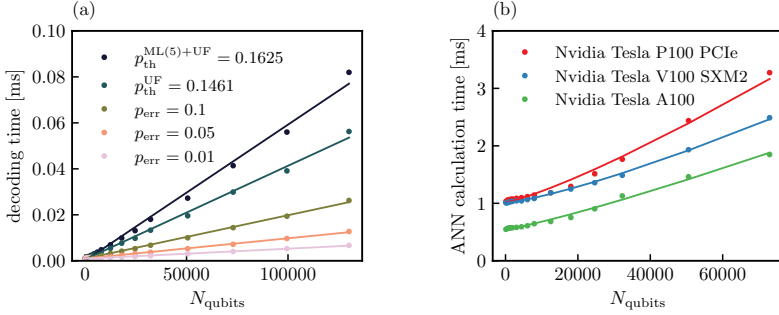 (a)
decoding time [ms]
0.10
0.08
0.06
0.04
0.02
0.00
p_th^ML(5)+UF = 0.1625
p_th^UF = 0.1461
p_err = 0.1
p_err = 0.05
p_err = 0.01
0
50000
100000
N_qubits
(b)
ANN calculation time [ms]
4
3
2
1
0
Nvidia Tesla P100 PCIe
Nvidia Tesla V100 SXM2
Nvidia Tesla A100
0
20000
40000
60000
N_qubits